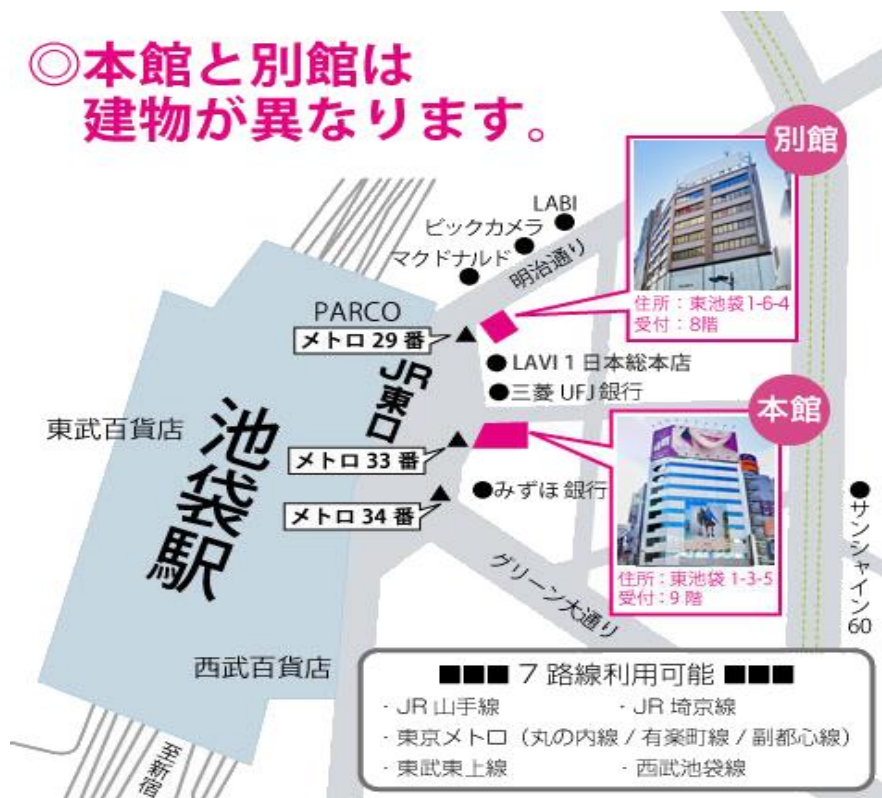 ◎本館と別館は
建物が異なります。
別館
住所：東池袋1-6-4
受付：8階
LABI
ビックカメラ
マクドナルド
明治通り
PARCO
メトロ 29 番
JR東口
LAVI 1 日本総本店
三菱 UFJ 銀行
本館
東武百貨店
池袋駅
メトロ 33 番
みずほ銀行
メトロ 34 番
住所：東池袋 1-3-5
受付：9 階
サンシャイン60
グリーン大通り
西武百貨店
至新宿
■■■ 7 路線利用可能 ■■■
・JR 山手線 ・JR 埼京線
・東京メトロ（丸の内線 / 有楽町線 / 副都心線）
・東武東上線 ・西武池袋線